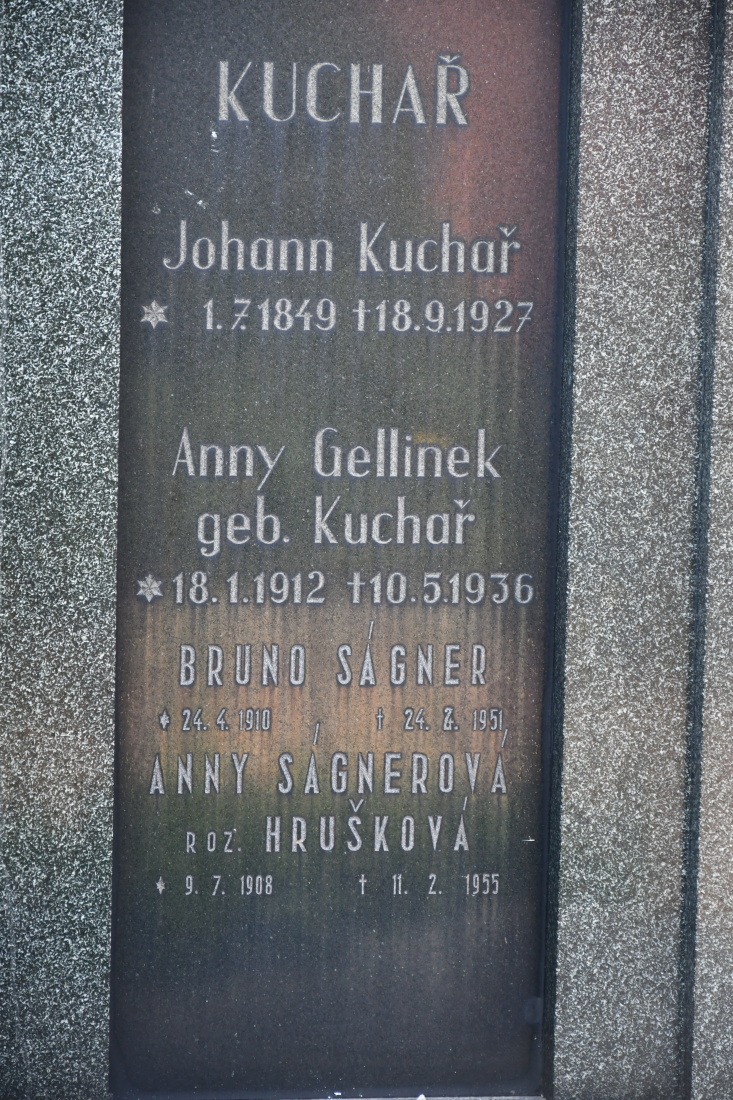 KUCHAŘ
Johann Kuchař
* 1.7.1849 †18.9.1927
Anny Gellinek
geb. Kuchař
*18.1.1912 †10.5.1936
BRUNO SÁGNER
* 24. 4. 1910 † 24. 2. 1951
ANNY SÁGNEROVÁ
ROZ. HRUŠKOVÁ
* 9. 7. 1908 † 11. 2. 1955